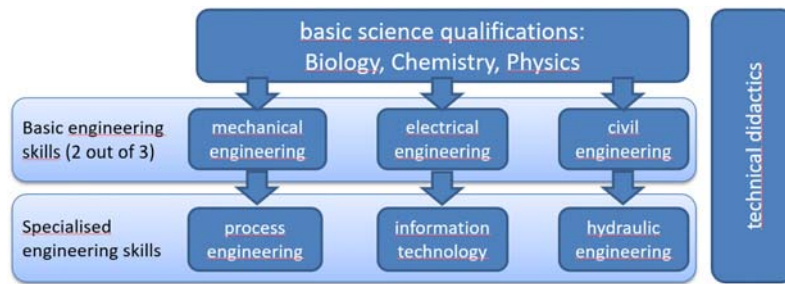 basic science qualifications:
Biology, Chemistry, Physics
Basic engineering
skills (2 out of 3)
mechanical
engineering
electrical
engineering
civil
engineering
Specialised
engineering skills
process
engineering
information
technology
hydraulic
engineering
technical didactics